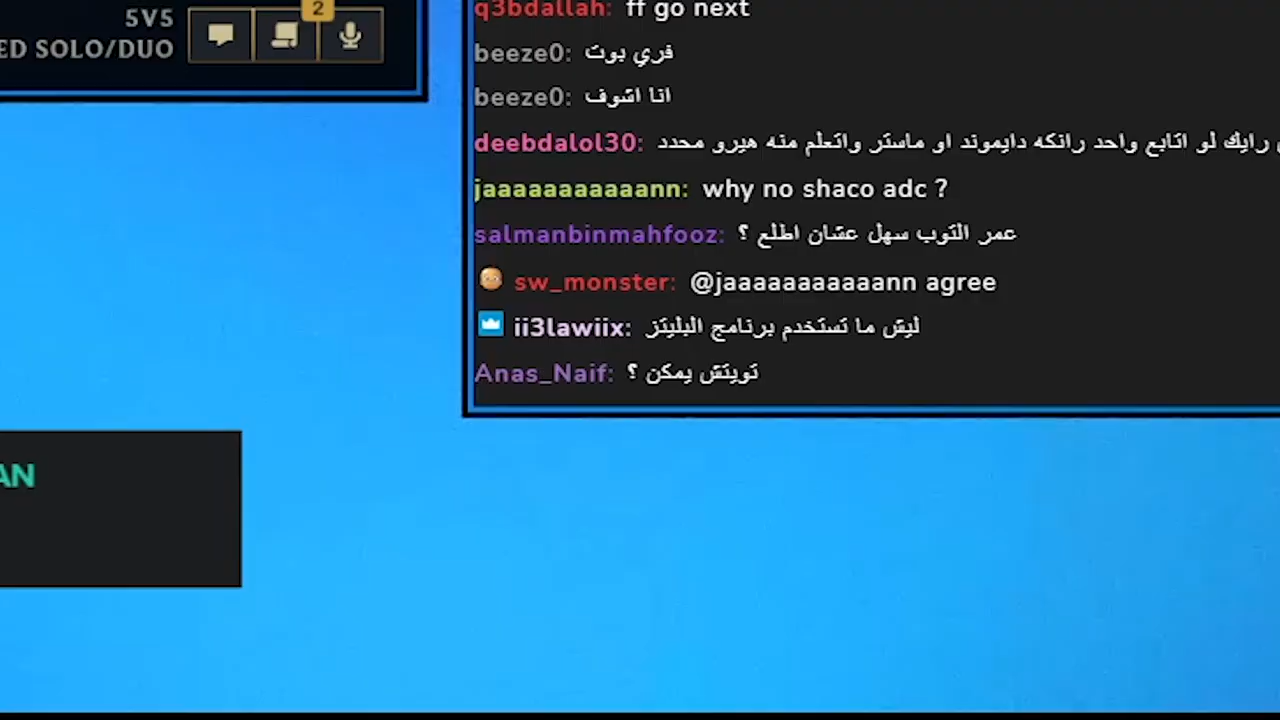 5V5
ED SOLO/DUO
2
q3bdallah: ff go next
beeze0: فري بوت
beeze0: انا اشوف
deebdalol30: رايك لو اتابع واحد رانكه دايموند او ماستر واتعلم منه هيرو محدد
jaaaaaaaaaaann: why no shaco adc ?
salmanbinmahfooz: عمر التوب سهل عشان اطلع ؟
sw_monster: @jaaaaaaaaaaann agree
ii3lawiix: ليش ما تستخدم برنامج البليتز
Anas_Naif: تويتش يمكن ؟
AN